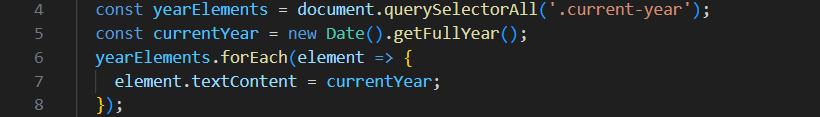 4 const yearElements = document.querySelectorAll('.current-year');
5 const currentYear = new Date().getFullYear();
6 yearElements.forEach(element => {
7   element.textContent = currentYear;
8 });